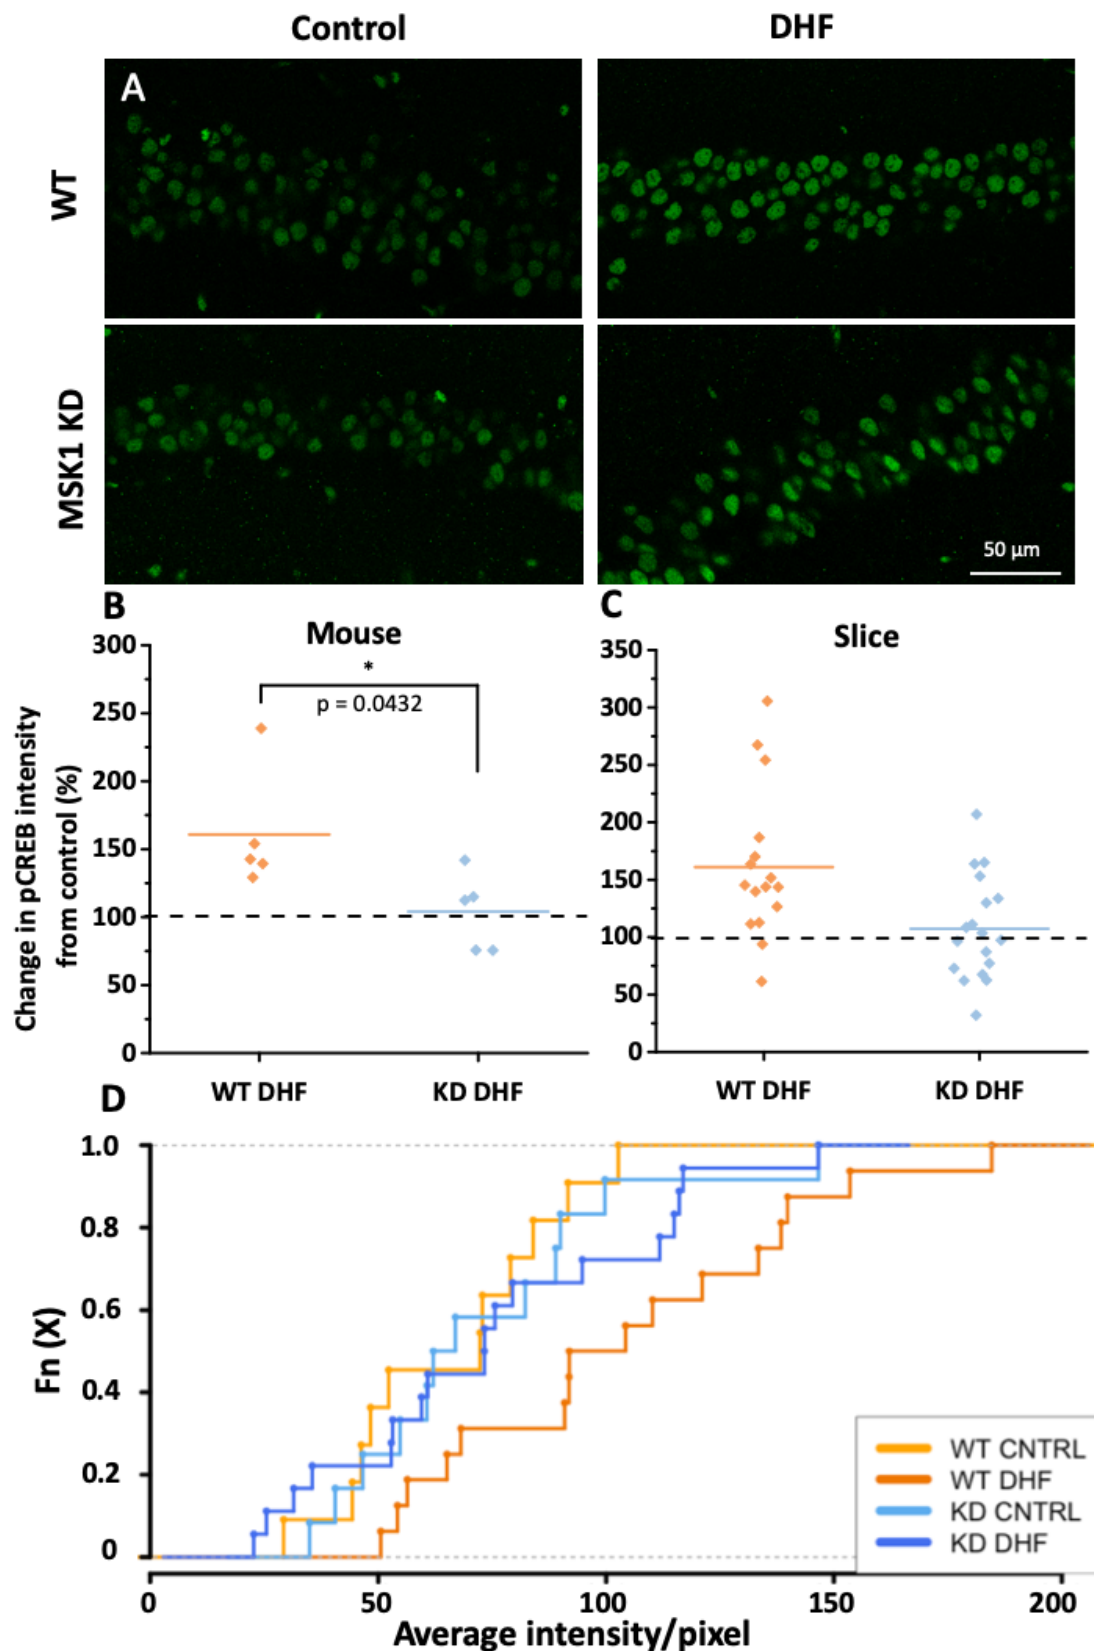 Control DHF
A
WT
MSK1 KD
50 µm
B
Mouse
*
p = 0.0432
Change in pCREB intensity
from control (%)
300
250
200
150
100
50
0
WT DHF KD DHF
C
Slice
350
300
250
200
150
100
50
0
WT DHF KD DHF
D
Fn (X)
1.0
0.8
0.6
0.4
0.2
0
0 50 100 150 200
Average intensity/pixel
WT CNTRL
WT DHF
KD CNTRL
KD DHF